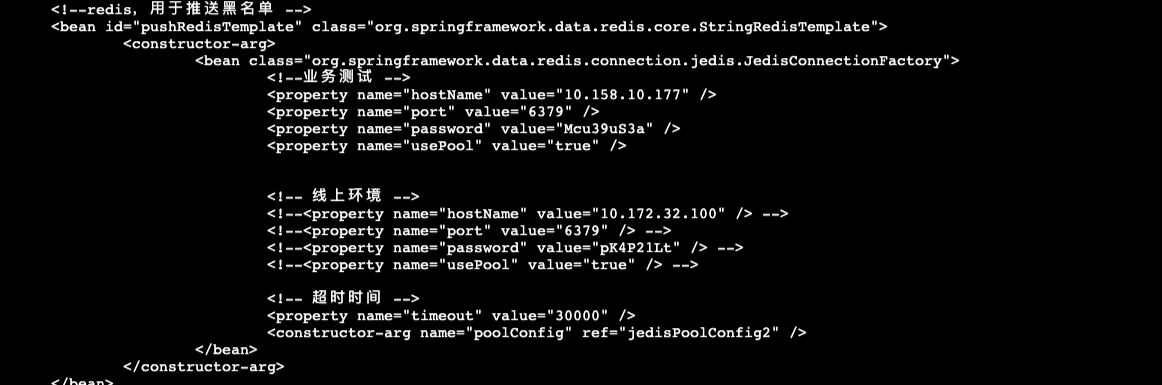 <!--redis，用于推送黑名单 -->
<bean id="pushRedisTemplate" class="org.springframework.data.redis.core.StringRedisTemplate">
<constructor-arg>
<bean class="org.springframework.data.redis.connection.jedis.JedisConnectionFactory">
<!--业务测试 -->
<property name="hostName" value="10.158.10.177" />
<property name="port" value="6379" />
<property name="password" value="Mcu39uS3a" />
<property name="usePool" value="true" />
<!-- 线上环境 -->
<!--<property name="hostName" value="10.172.32.100" /> -->
<!--<property name="port" value="6379" /> -->
<!--<property name="password" value="pK4P21Lt" /> -->
<!--<property name="usePool" value="true" /> -->
<!-- 超时时间 -->
<property name="timeout" value="30000" />
<constructor-arg name="poolConfig" ref="jedisPoolConfig2" />
</bean>
</constructor-arg>
</bean>